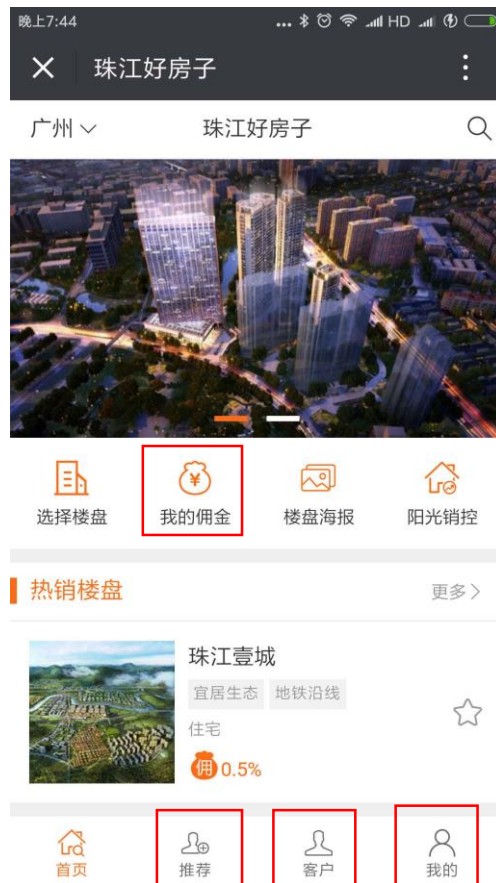 晚上7:44 ... HD
珠江好房子
广州 珠江好房子
选择楼盘 我的佣金 楼盘海报 阳光销控
热销楼盘 更多
珠江壹城
宜居生态 地铁沿线
住宅
佣 0.5%
首页 推荐 客户 我的